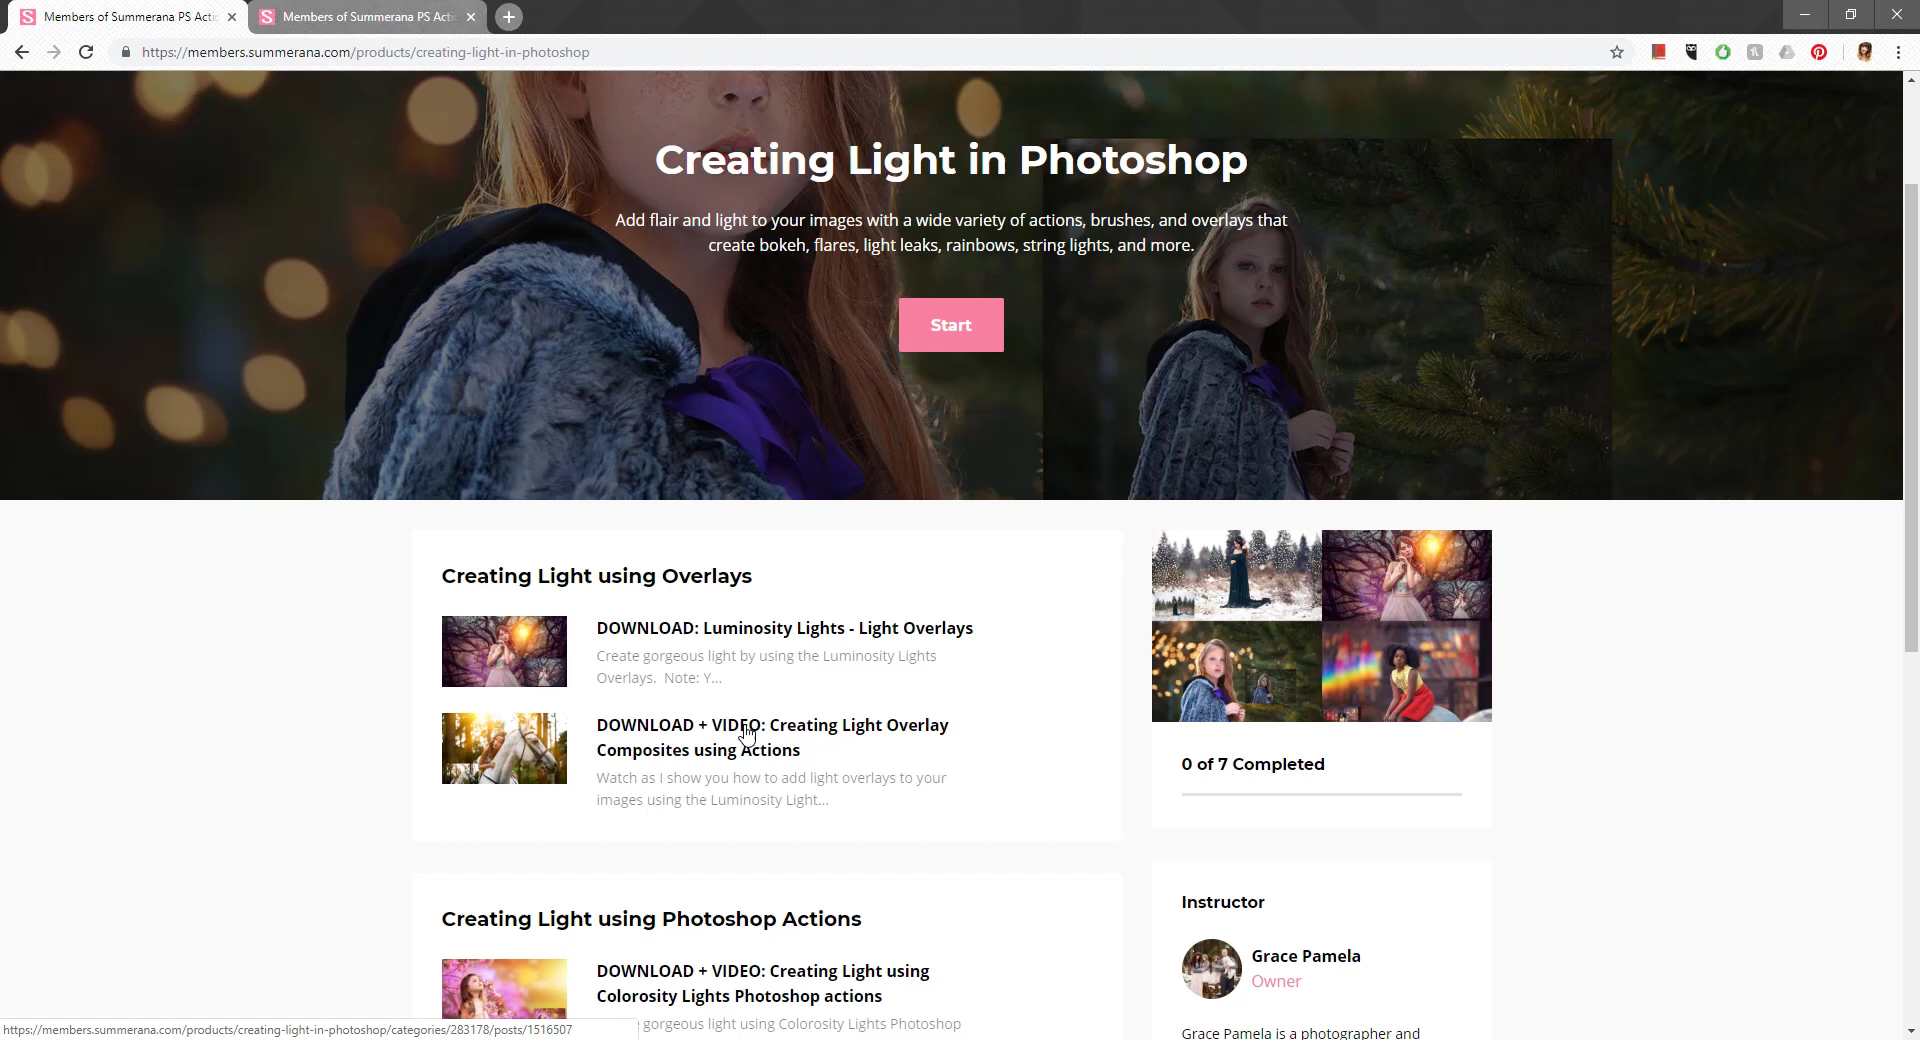 Members of Summerana PS Actic
Members of Summerana PS Actic
https://members.summerana.com/products/creating-light-in-photoshop
Creating Light in Photoshop
Add flair and light to your images with a wide variety of actions, brushes, and overlays that
create bokeh, flares, light leaks, rainbows, string lights, and more.
Start
Creating Light using Overlays
DOWNLOAD: Luminosity Lights - Light Overlays
Create gorgeous light by using the Luminosity Lights
Overlays. Note: Y...
DOWNLOAD + VIDEO: Creating Light Overlay
Composites using Actions
Watch as I show you how to add light overlays to your
images using the Luminosity Light...
0 of 7 Completed
Creating Light using Photoshop Actions
DOWNLOAD + VIDEO: Creating Light using
Colorosity Lights Photoshop actions
gorgeous light using Colorosity Lights Photoshop
Instructor
Grace Pamela
Owner
Grace Pamela is a photographer and
https://members.summerana.com/products/creating-light-in-photoshop/categories/283178/posts/1516507